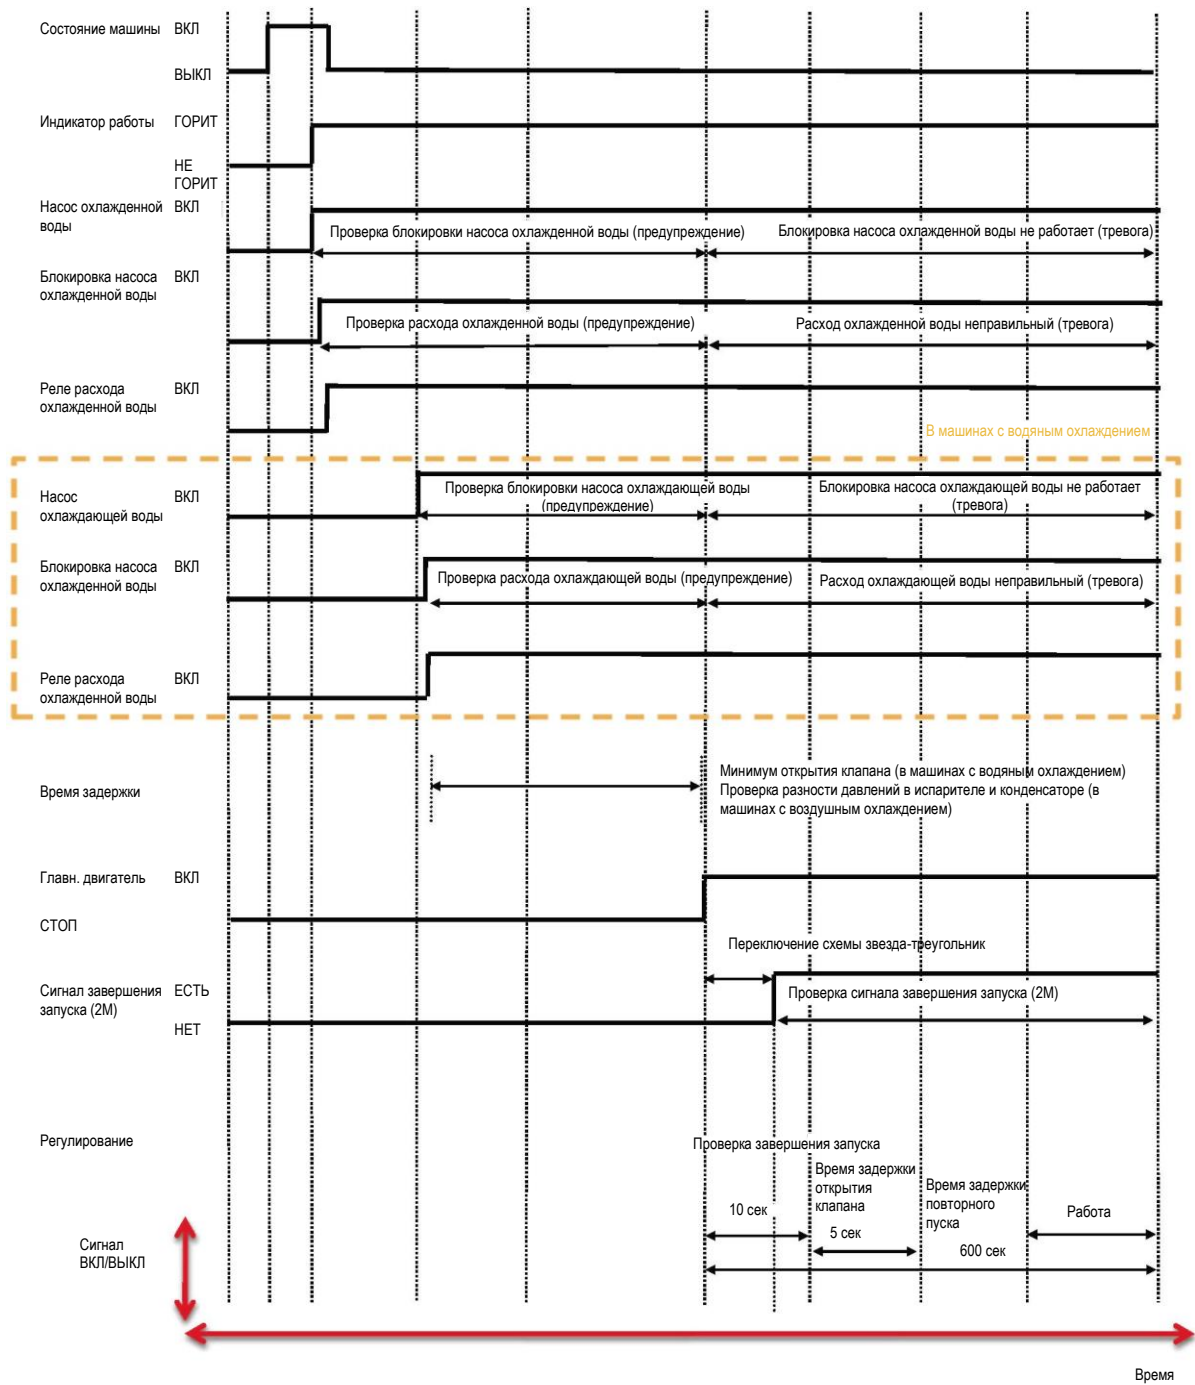 Состояние машины ВКЛ
ВЫКЛ
Индикатор работы ГОРИТ
НЕ
ГОРИТ
Насос охлажденной ВКЛ
воды
Проверка блокировки насоса охлажденной воды (предупреждение)
Блокировка насоса охлажденной воды не работает (тревога)
Блокировка насоса ВКЛ
охлажденной воды
Проверка расхода охлажденной воды (предупреждение)
Расход охлажденной воды неправильный (тревога)
Реле расхода ВКЛ
охлажденной воды
В машинах с водяным охлаждением
Насос ВКЛ
охлаждающей воды
Проверка блокировки насоса охлаждающей воды
(предупреждение)
Блокировка насоса охлаждающей воды не работает
(тревога)
Блокировка насоса ВКЛ
охлажденной воды
Проверка расхода охлаждающей воды (предупреждение)
Расход охлаждающей воды неправильный (тревога)
Реле расхода ВКЛ
охлажденной воды
Время задержки
Минимум открытия клапана (в машинах с водяным охлаждением)
Проверка разности давлений в испарителе и конденсаторе (в
машинах с воздушным охлаждением)
Главн. двигатель ВКЛ
СТОП
Переключение схемы звезда-треугольник
Сигнал завершения ЕСТЬ
запуска (2М)
НЕТ
Проверка сигнала завершения запуска (2М)
Регулирование
Проверка завершения запуска
Время задержки
открытия
клапана
Время задержки
повторного
пуска
10 сек
5 сек
600 сек
Работа
Сигнал
ВКЛ/ВЫКЛ
Время